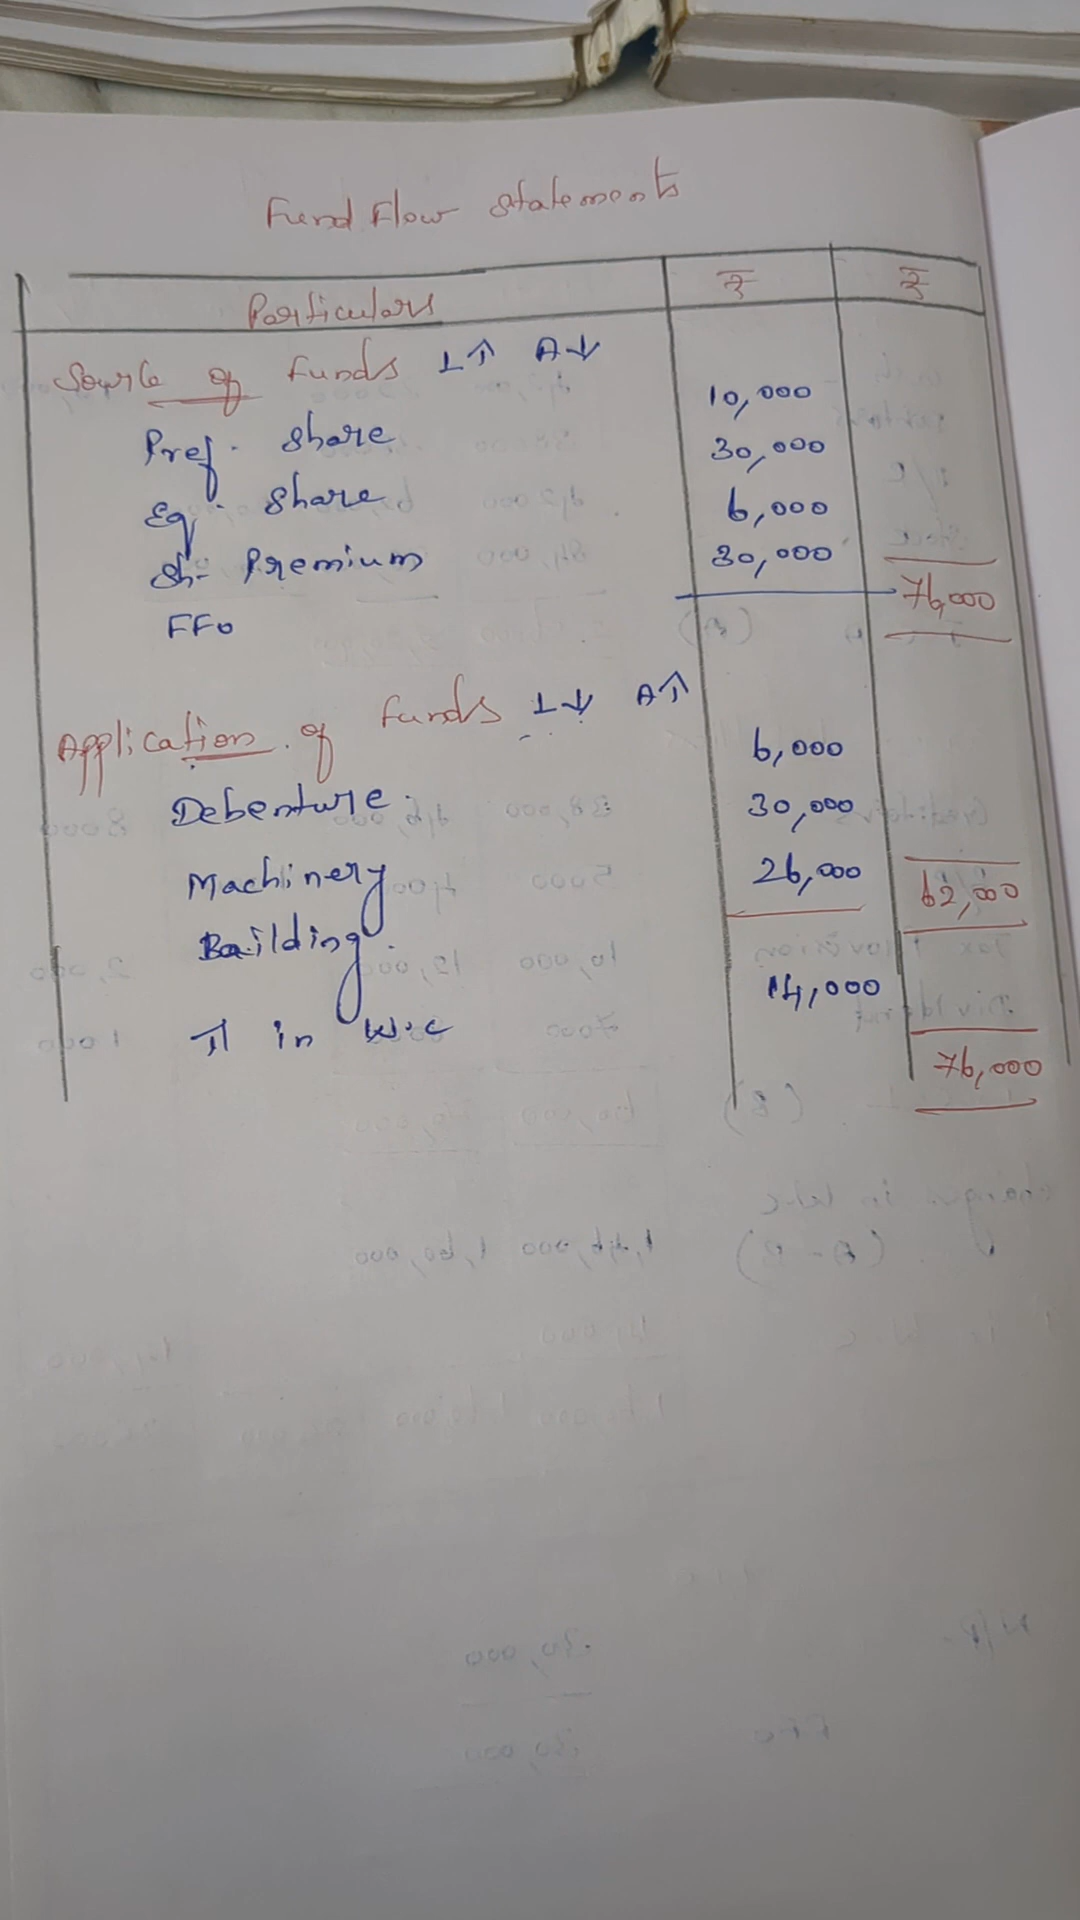 Fund Flow Statements
Particulars ₹ ₹
Source of Funds L↑ A↓
Pref. Share 10,000
Eq. Share 30,000
Sh. Premium 6,000
FFO 30,000 76,000
Application of Funds L↓ A↑
Debenture. 6,000
Machinery 30,000
Building. 26,000 62,000
↑ in W.C 14,000
76,000